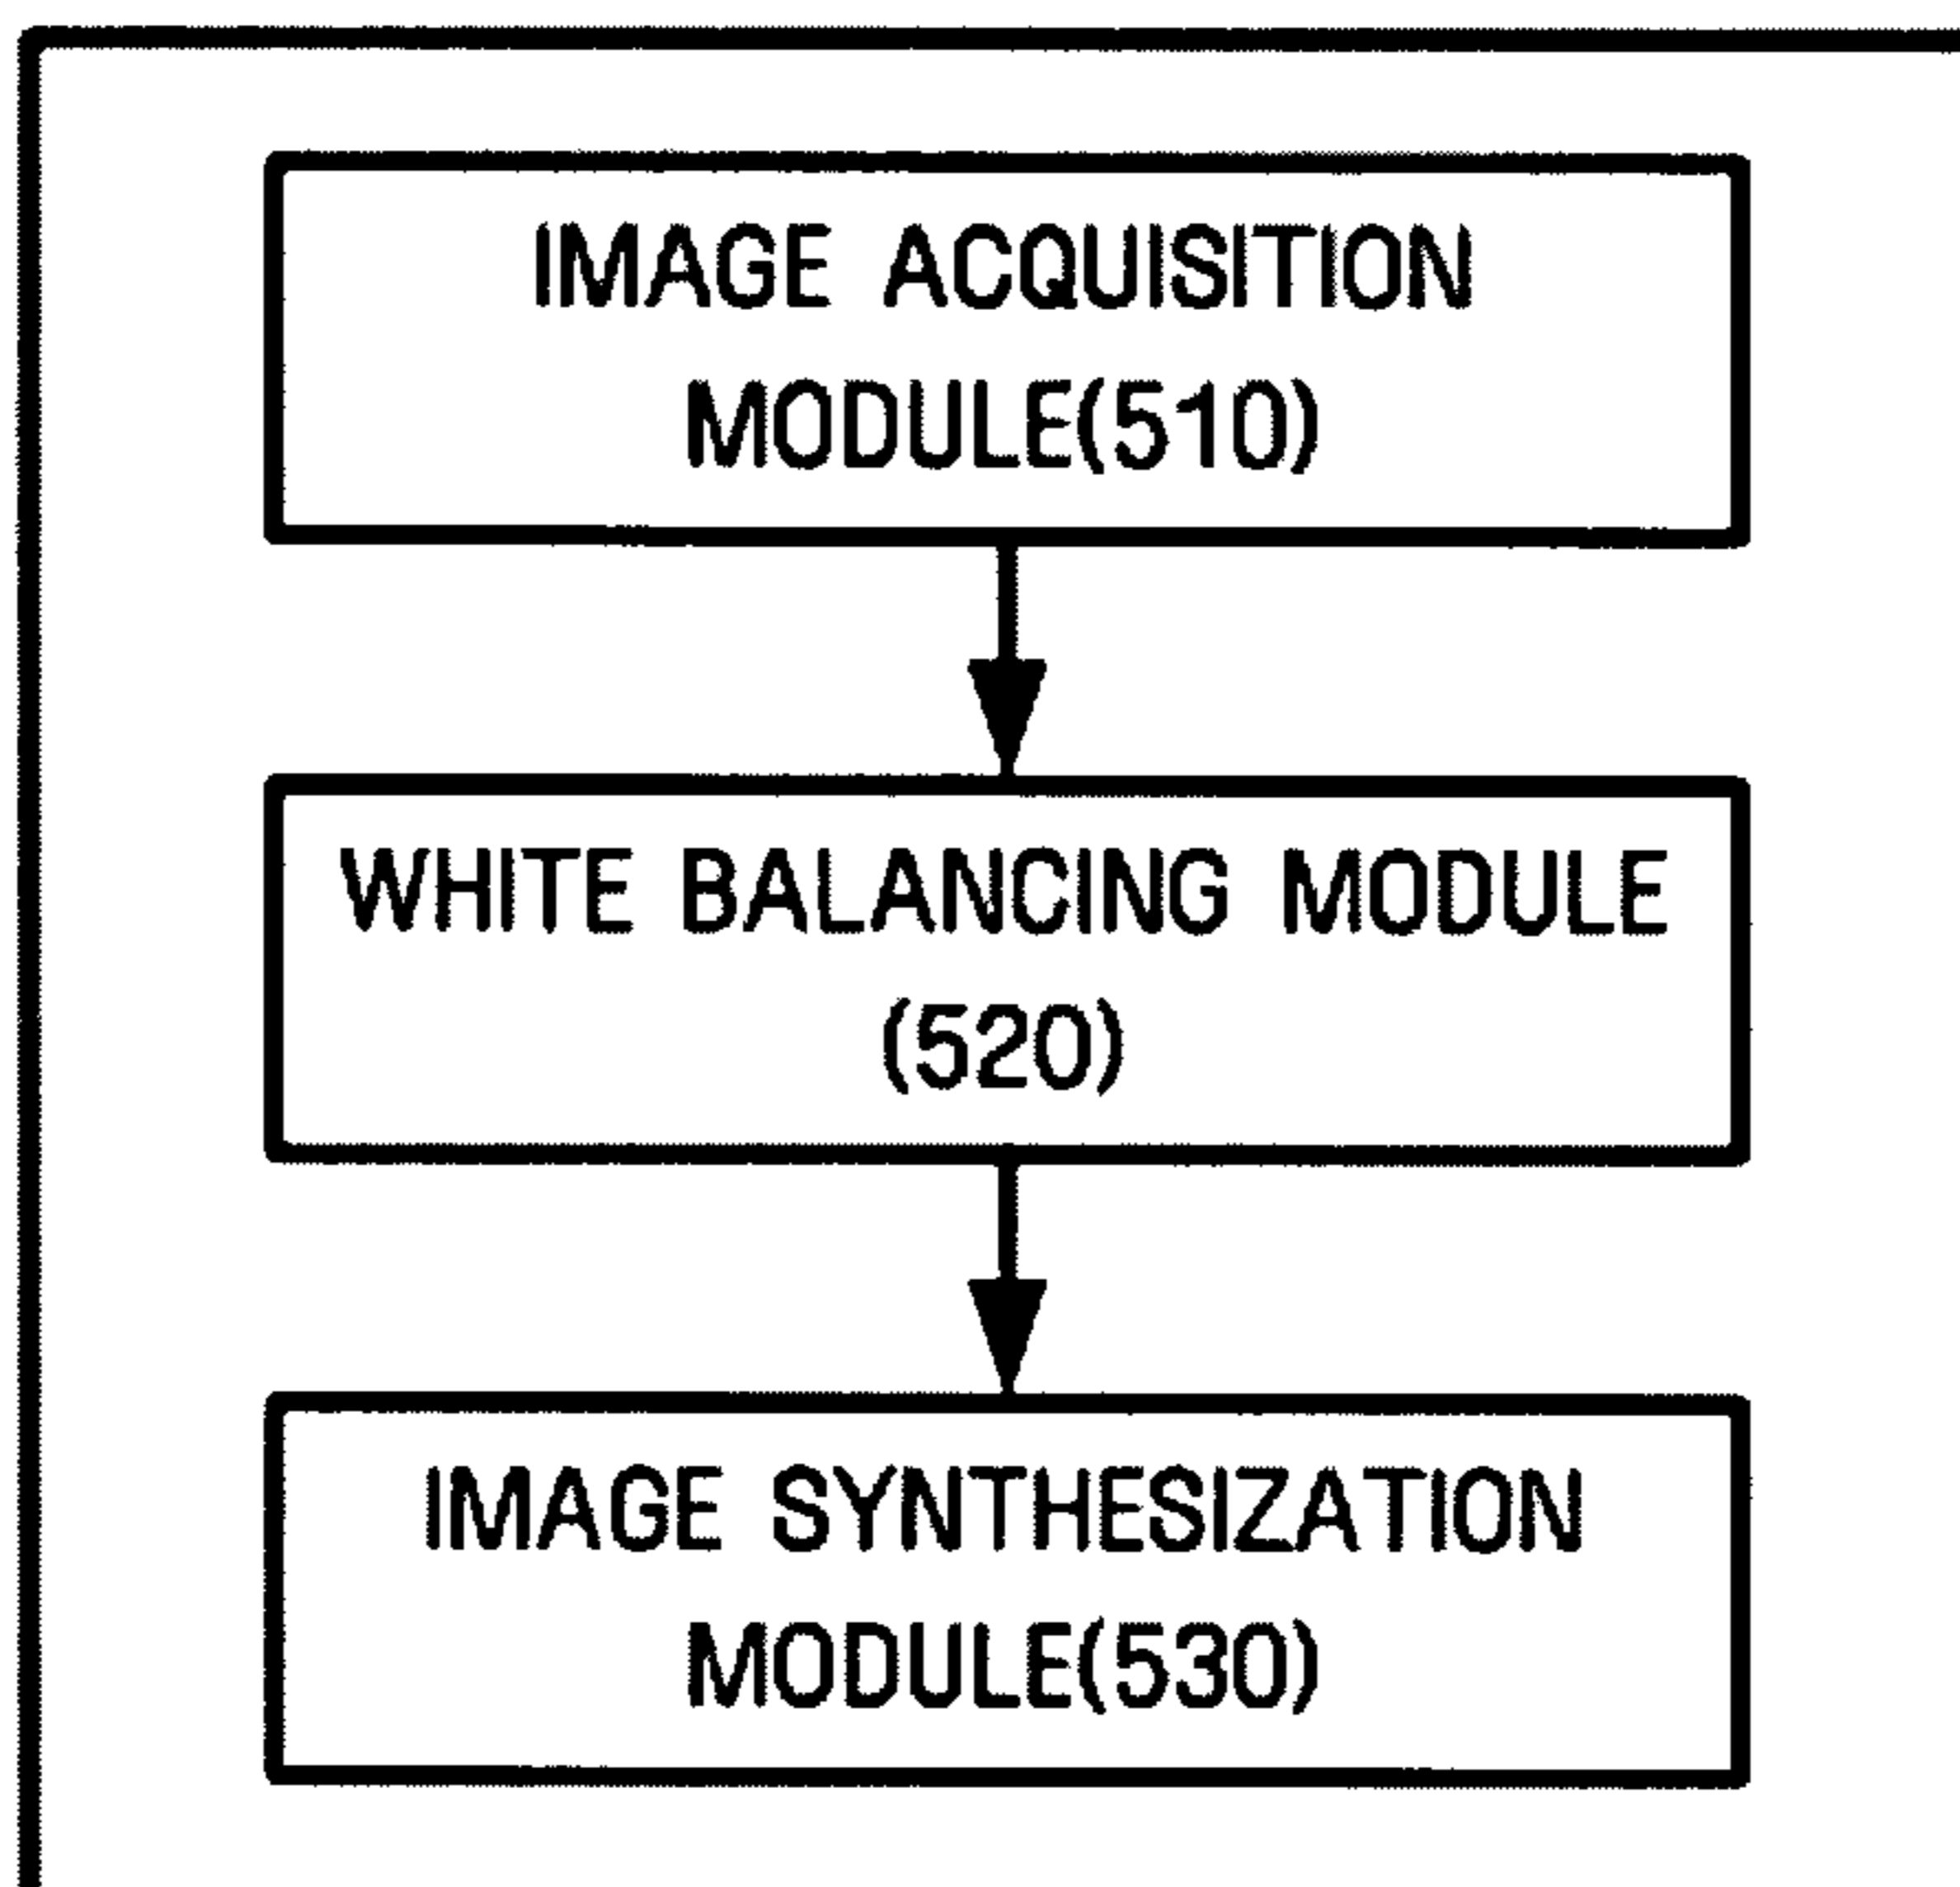 IMAGE ACQUISITION
MODULE(510)
WHITE BALANCING MODULE
(520)
IMAGE SYNTHESIZATION
MODULE(530)